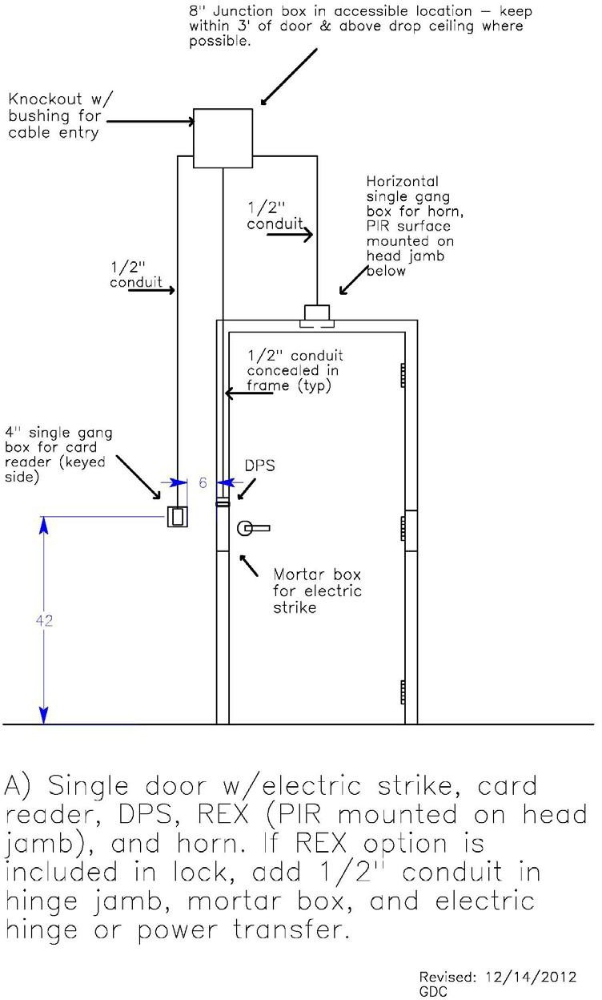 8" Junction box in accessible location – keep
within 3' of door & above drop ceiling where
possible.
Knockout w/
bushing for
cable entry
Horizontal
single gang
box for horn,
PIR surface
mounted on
head jamb
below
1/2"
conduit
1/2"
conduit
1/2" conduit
concealed in
frame (typ)
4" single gang
box for card
reader (keyed
side)
6
DPS
Mortar box
for electric
strike
42
A) Single door w/electric strike, card
reader, DPS, REX (PIR mounted on head
jamb), and horn. If REX option is
included in lock, add 1/2" conduit in
hinge jamb, mortar box, and electric
hinge or power transfer.
Revised: 12/14/2012
GDC